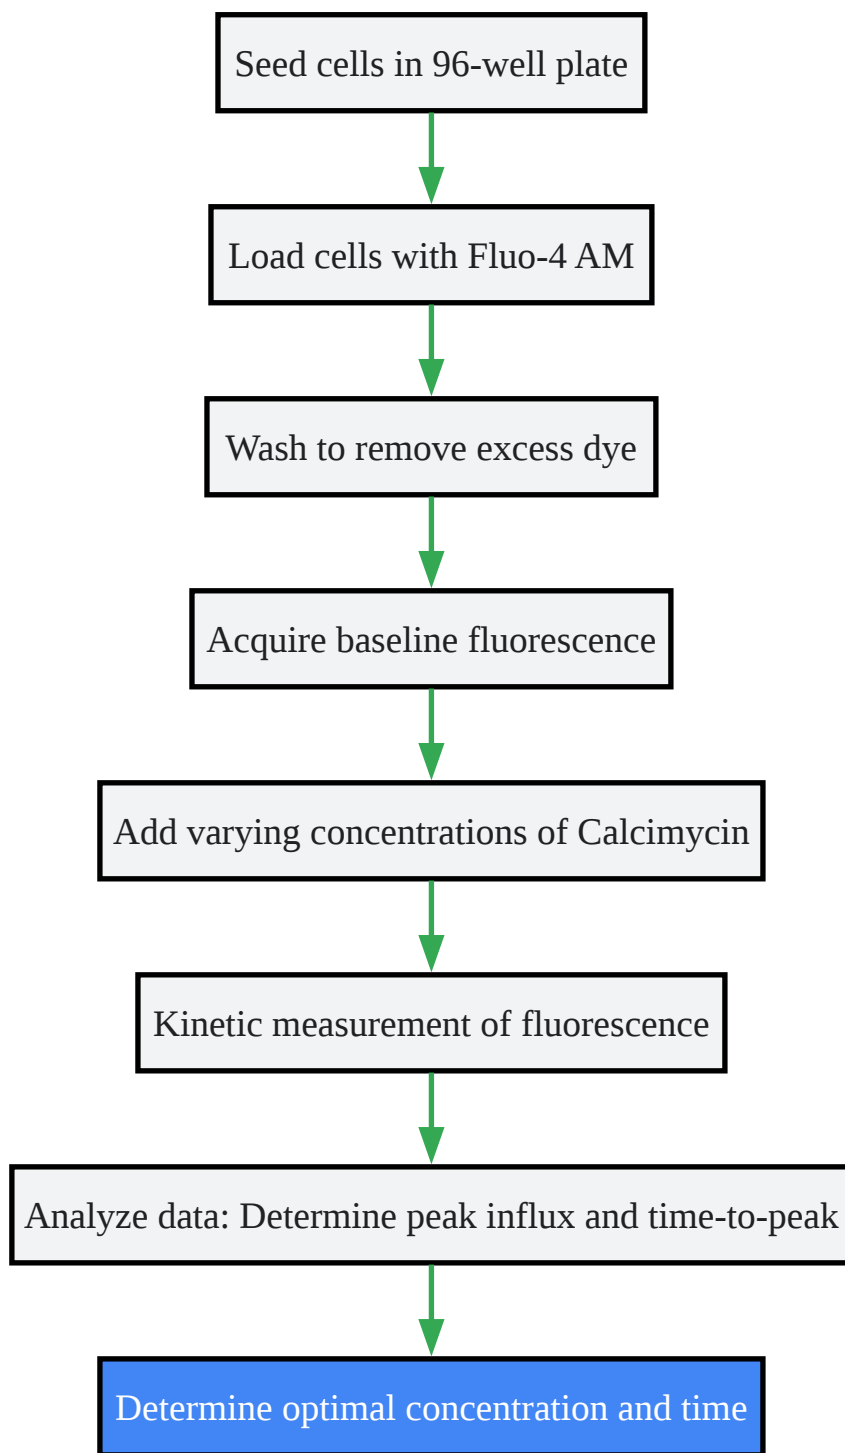 Seed cells in 96-well plate
Load cells with Fluo-4 AM
Wash to remove excess dye
Acquire baseline fluorescence
Add varying concentrations of Calcimycin
Kinetic measurement of fluorescence
Analyze data: Determine peak influx and time-to-peak
Determine optimal concentration and time